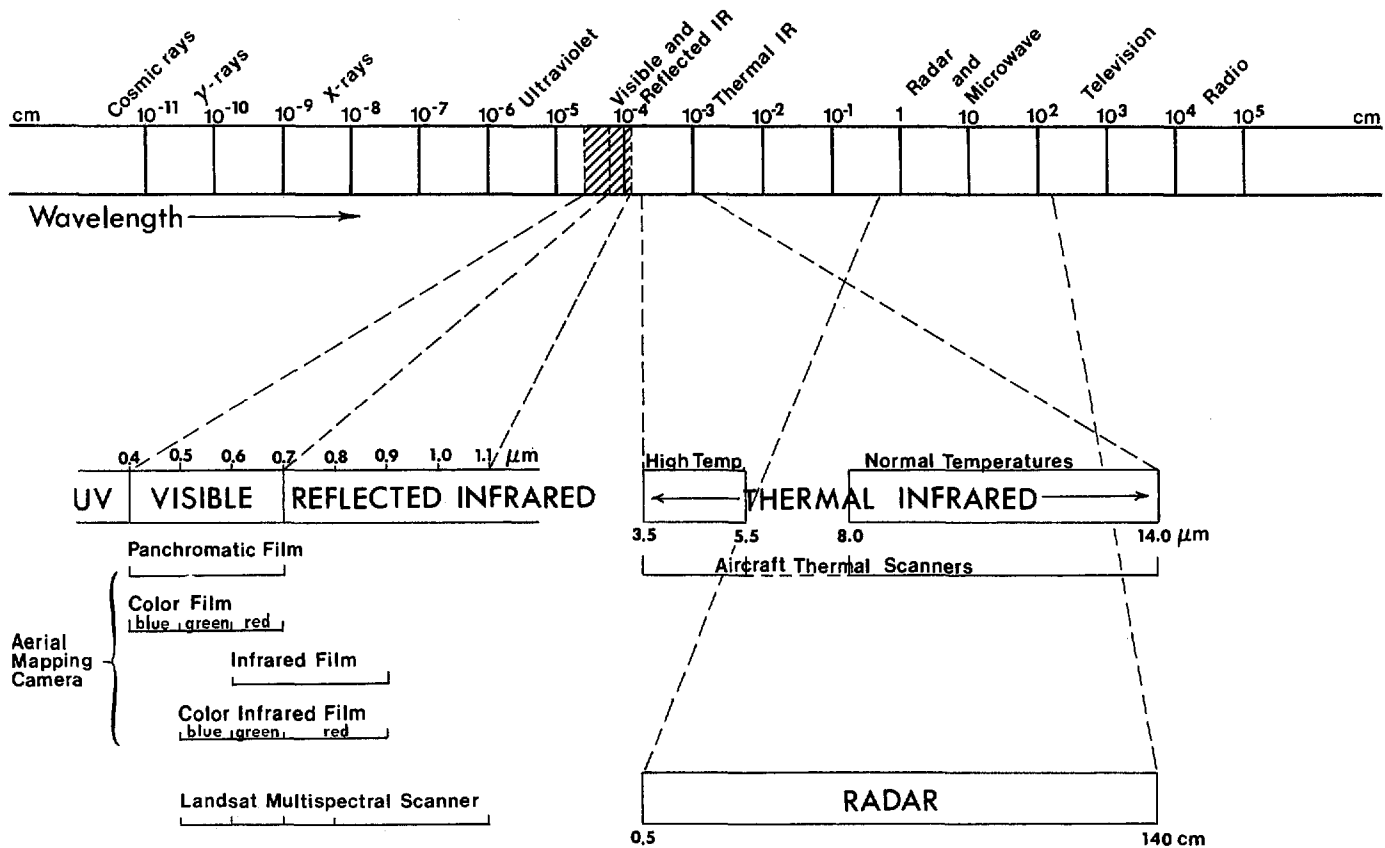 Cosmic rays
γ-rays
X-rays
Ultraviolet
Visible and
Reflected IR
Thermal IR
Radar
and
Microwave
Television
Radio
cm 10-11 10-10 10-9 10-8 10-7 10-6 10-5 10-4 10-3 10-2 10-1 1 10 10² 10³ 10⁴ 10⁵ cm
Wavelength
0.4 0.5 0.6 0.7 0.8 0.9 1.0 1.1 μm
UV VISIBLE REFLECTED INFRARED
High Temp Normal Temperatures
THERMAL INFRARED
3.5 5.5 8.0 14.0 μm
Aircraft Thermal Scanners
Panchromatic Film
Color Film
blue green red
Aerial
Mapping
Camera
Infrared Film
Color Infrared Film
blue green red
Landsat Multispectral Scanner
RADAR
0.5 140 cm